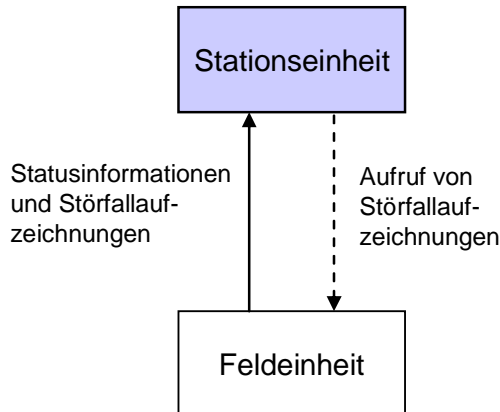 Stationseinheit
Statusinformationen
und Störfallauf-
zeichnungen
Aufruf von
Störfallauf-
zeichnungen
Feldeinheit